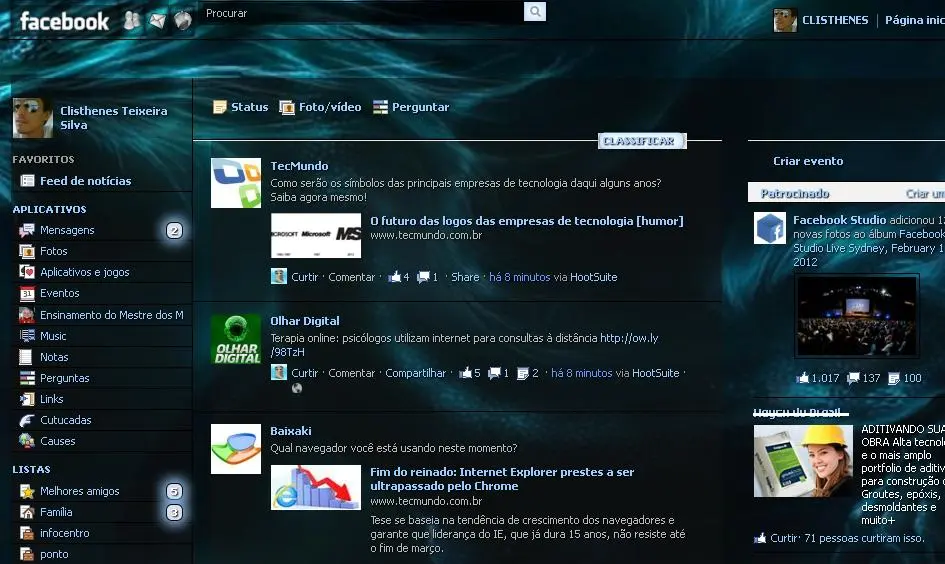 facebook
Procurar
CLISTHENES
Página inic
Clisthenes Teixeira
Silva
FAVORITOS
Feed de notícias
APLICATIVOS
Mensagens 2
Fotos
Aplicativos e jogos
Eventos
Ensinamento do Mestre dos M
Music
Notas
Perguntas
Links
Cutucadas
Causes
LISTAS
Melhores amigos 5
Família 3
infocentro
ponto
Status Foto/vídeo Perguntar
CLASSIFICAR
TecMundo
Como serão os símbolos das principais empresas de tecnologia daqui alguns anos?
Saiba agora mesmo!
Microsoft
MS
O futuro das logos das empresas de tecnologia [humor]
www.tecmundo.com.br
Curtir · Comentar · 4 1 · Share · há 8 minutos via HootSuite
OLHAR
DIGITAL
Olhar Digital
Terapia online: psicólogos utilizam internet para consultas à distância http://ow.ly
/98TzH
Curtir · Comentar · Compartilhar · 5 1 2 · há 8 minutos via HootSuite ·
Baixaki
Qual navegador você está usando neste momento?
Fim do reinado: Internet Explorer prestes a ser
ultrapassado pelo Chrome
www.tecmundo.com.br
Tese se baseia na tendência de crescimento dos navegadores e
garante que liderança do IE, que já dura 15 anos, não resiste até
o fim de março.
Criar evento
Patrocinado
Criar um
Facebook Studio adicionou 12
novas fotos ao álbum Facebook
Studio Live Sydney, February 1
2012
1.017 137 100
Hagen do Brasil
ADITIVANDO SUA
OBRA Alta tecnolo
e o mais amplo
portfolio de aditiv
para construção c
Groutes, epóxis,
desmoldantes e
muito+
Curtir · 71 pessoas curtiram isso.